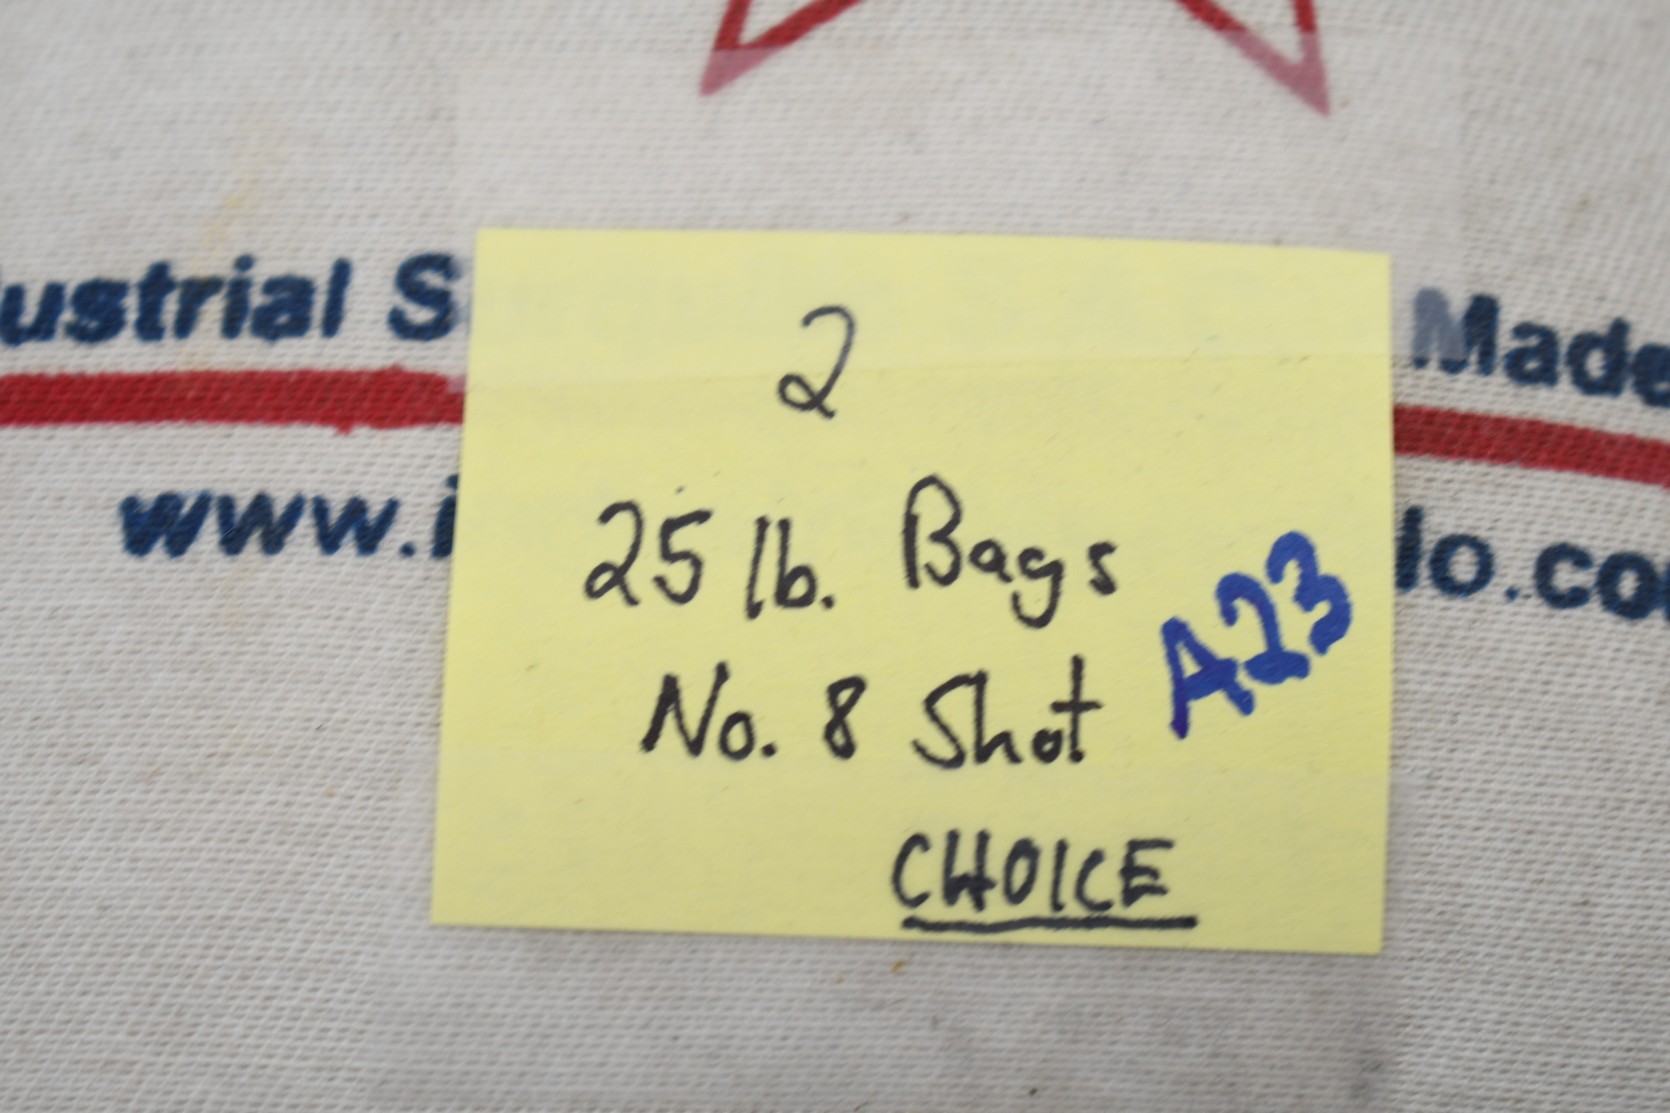 ustrial S
Made
www.i
lo.co
2
25 lb. Bags
A23
No. 8 Shot
CHOICE